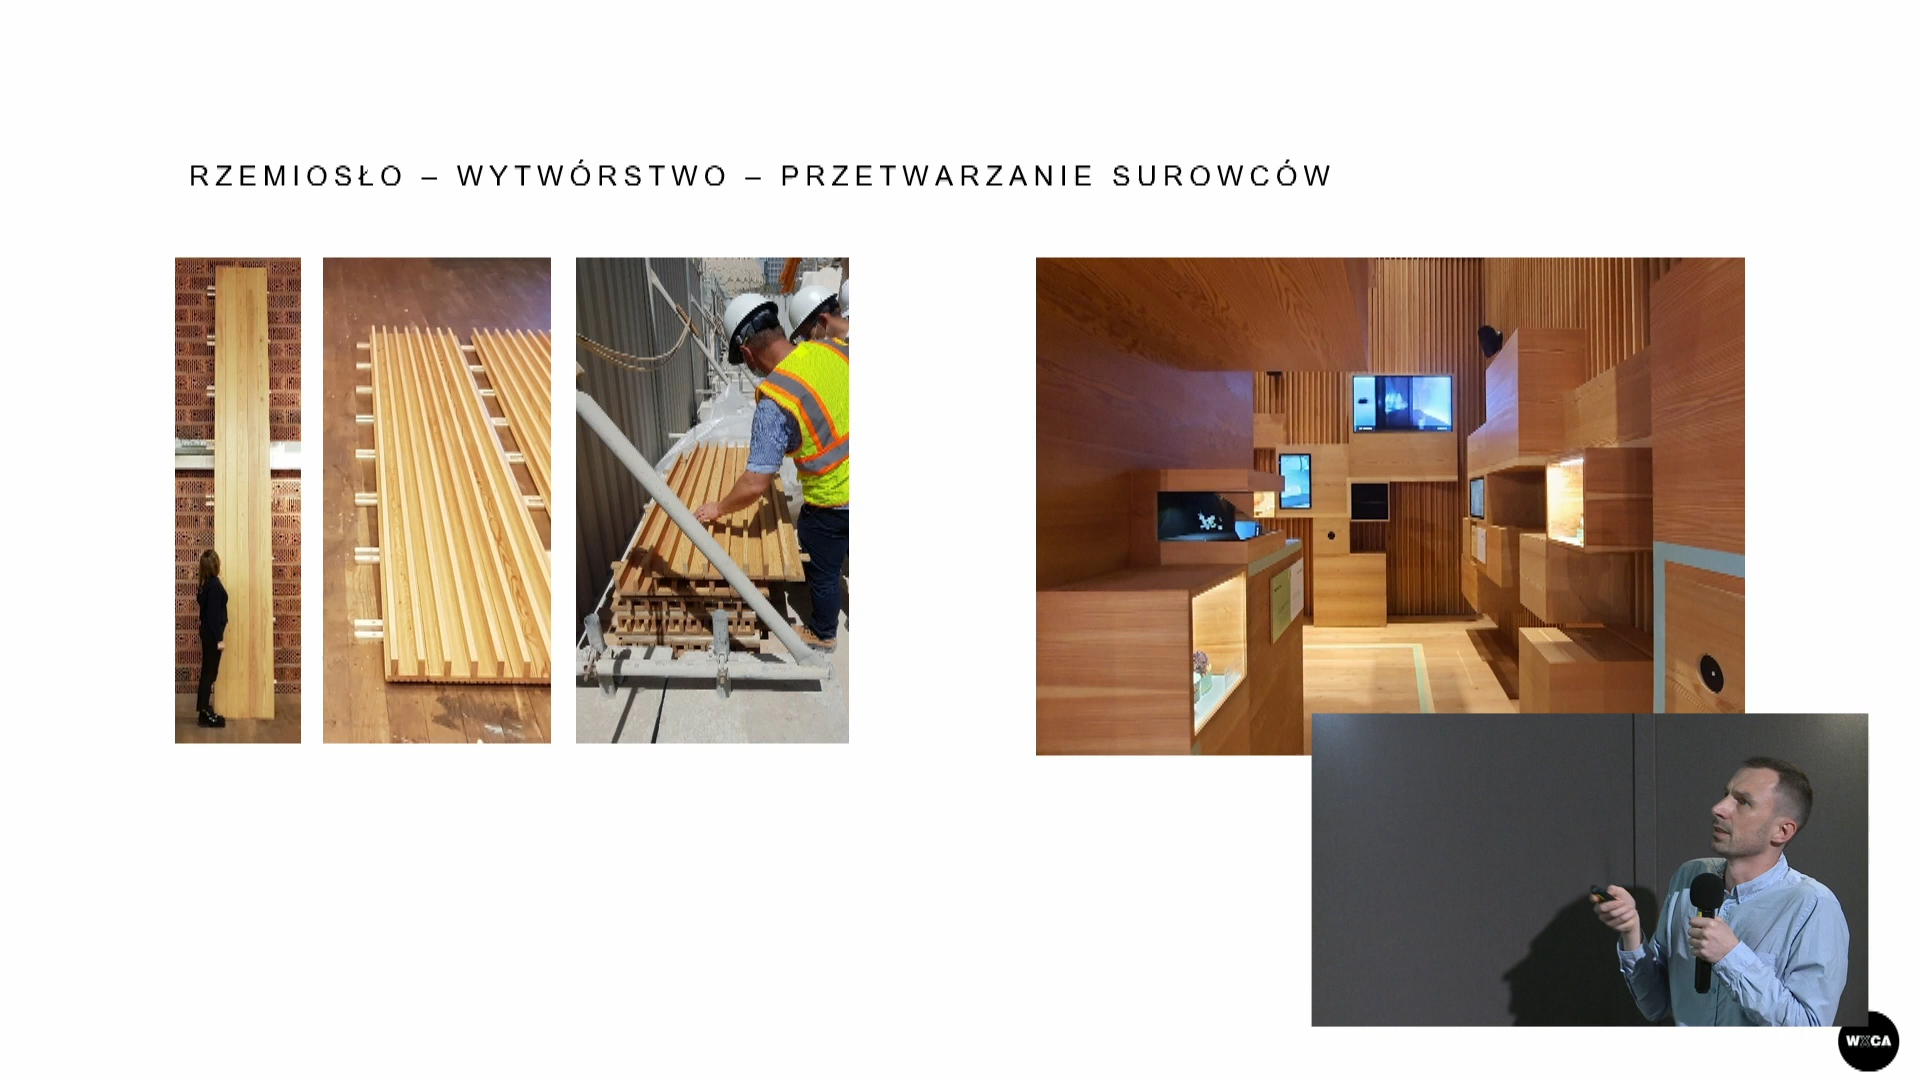 RZEMIOSŁO – WYTWÓRSTWO – PRZETWARZANIE SUROWCÓW
WXCA